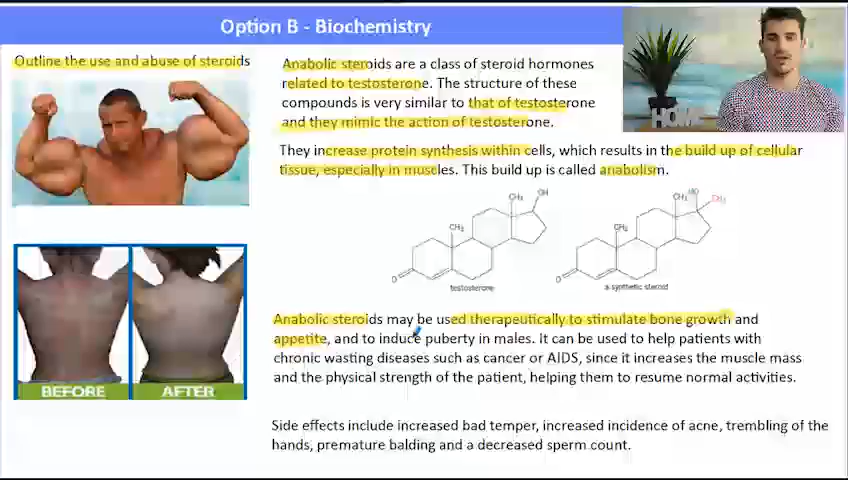 Option B - Biochemistry
Outline the use and abuse of steroids
Anabolic steroids are a class of steroid hormones
related to testosterone. The structure of these
compounds is very similar to that of testosterone
and they mimic the action of testosterone.
HOME
They increase protein synthesis within cells, which results in the build up of cellular
tissue, especially in muscles. This build up is called anabolism.
CH₃
OH
CH₃
O
testosterone
CH₃
HO
CH₃
CH₃
O
a synthetic steroid
BEFORE
AFTER
Anabolic steroids may be used therapeutically to stimulate bone growth and
appetite, and to induce puberty in males. It can be used to help patients with
chronic wasting diseases such as cancer or AIDS, since it increases the muscle mass
and the physical strength of the patient, helping them to resume normal activities.
Side effects include increased bad temper, increased incidence of acne, trembling of the
hands, premature balding and a decreased sperm count.